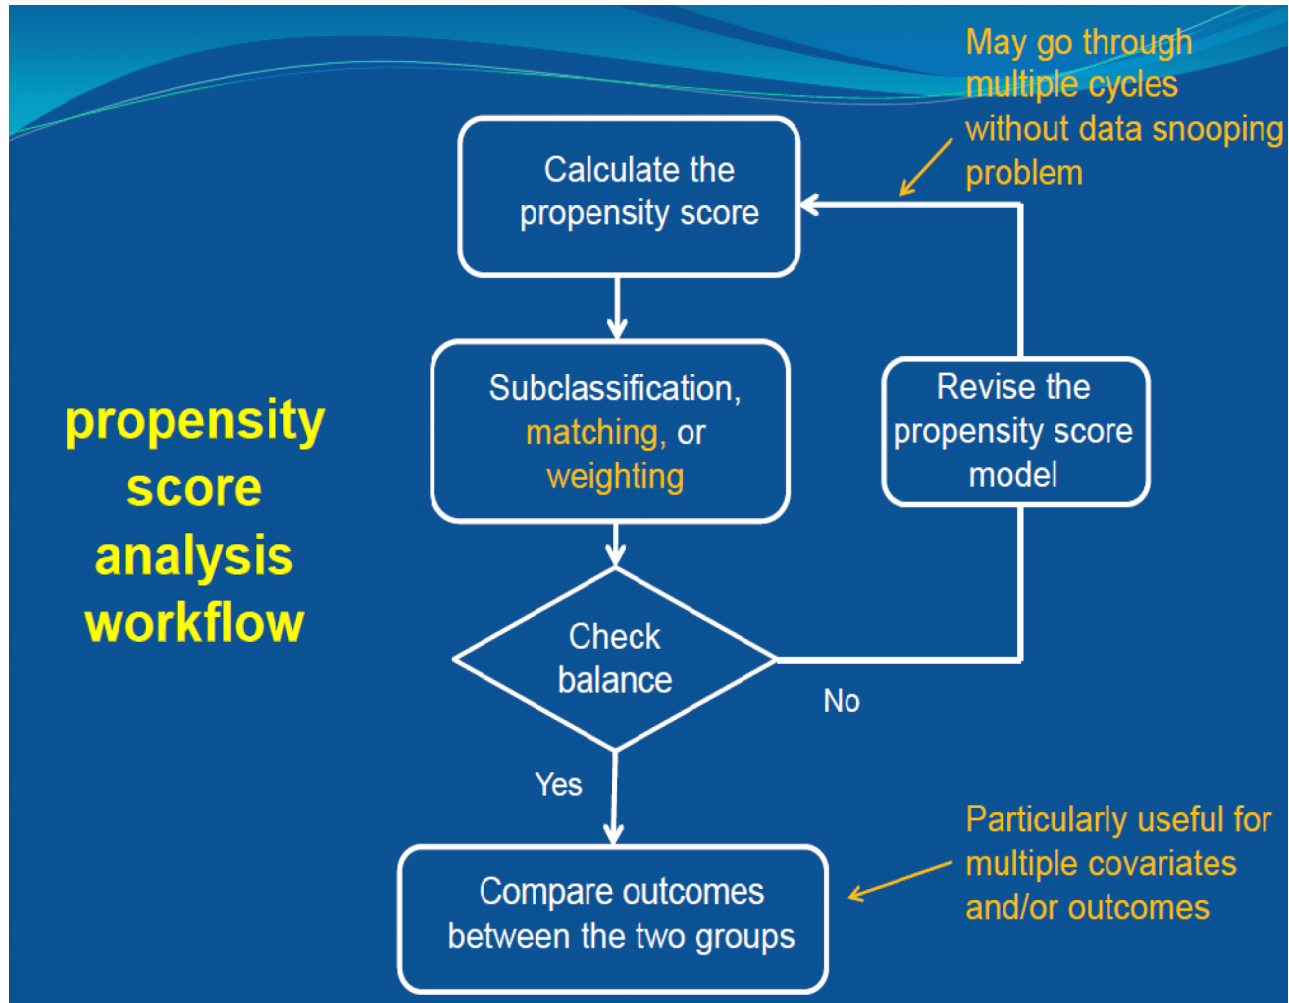 May go through
multiple cycles
without data snooping
problem
Calculate the
propensity score
Subclassification,
matching, or
weighting
Revise the
propensity score
model
propensity
score
analysis
workflow
Check
balance
No
Yes
Particularly useful for
multiple covariates
and/or outcomes
Compare outcomes
between the two groups